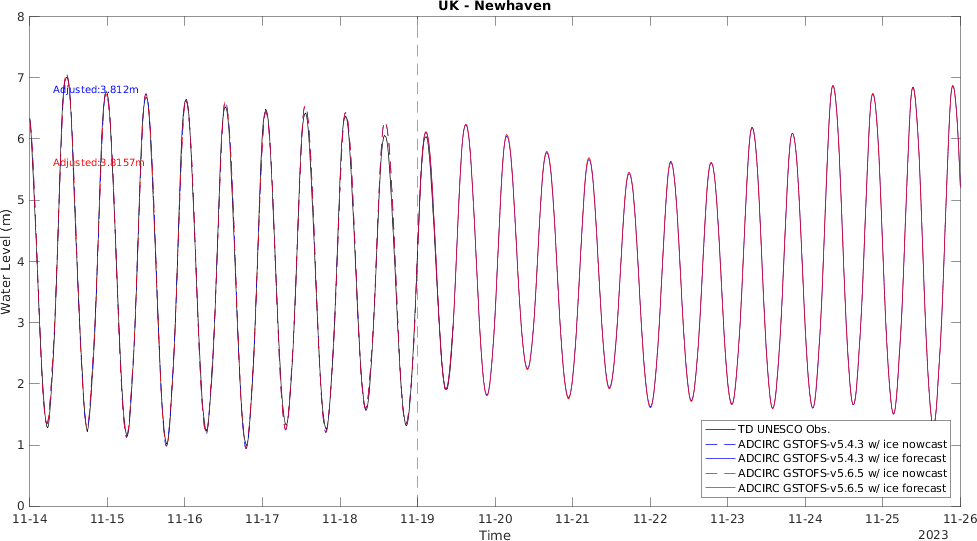 UK - Newhaven
8
7
6
5
4
3
2
1
0
Water Level (m)
Adjusted:3.812m
Adjusted:3.8157m
TD UNESCO Obs.
ADCIRC GSTOFS-v5.4.3 w/ ice nowcast
ADCIRC GSTOFS-v5.4.3 w/ ice forecast
ADCIRC GSTOFS-v5.6.5 w/ ice nowcast
ADCIRC GSTOFS-v5.6.5 w/ ice forecast
11-14 11-15 11-16 11-17 11-18 11-19 11-20 11-21 11-22 11-23 11-24 11-25 11-26
Time
2023